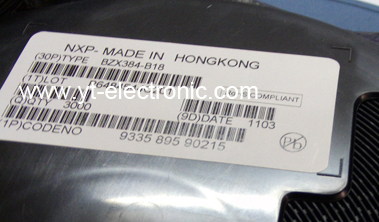 NXP- MADE IN HONGKONG
(30P)TYPE BZX384-B18
(1T)LOT
www.yt-electronic.com
COMPLIANT
(Q)QTY 3000
(9D)DATE 1103
(1P)CODENO
9335 895 90215
Pb